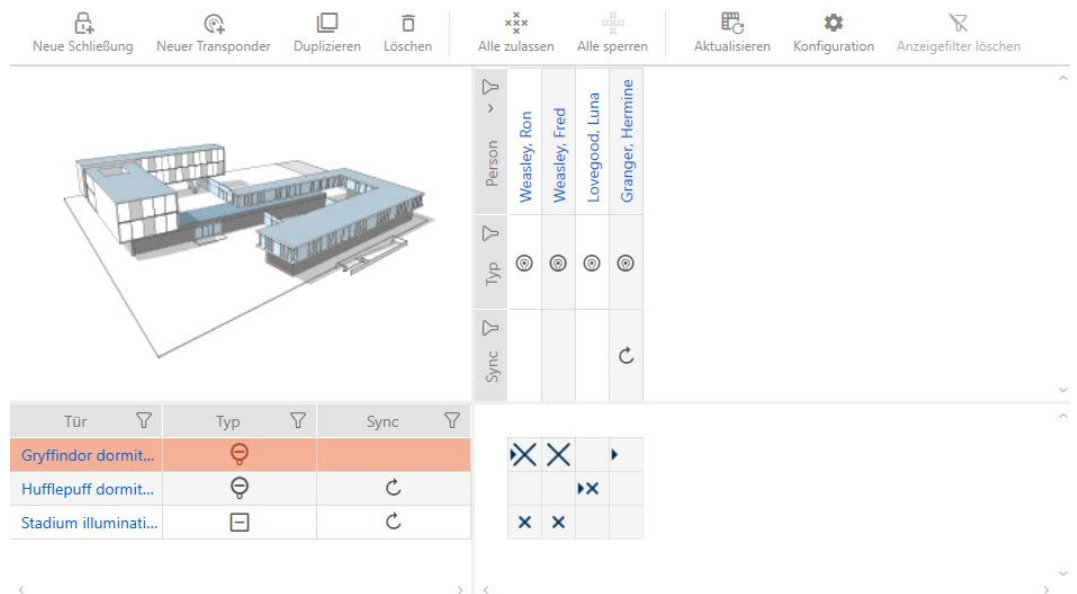 Neue Schließung Neuer Transponder Duplizieren Löschen Alle zulassen Alle sperren Aktualisieren Konfiguration Anzeigefilter löschen
Person
Weasley, Ron
Weasley, Fred
Lovegood, Luna
Granger, Hermine
Typ
Sync
Tür Typ Sync
Gryffindor dormit...
Hufflepuff dormit...
Stadium illuminati...